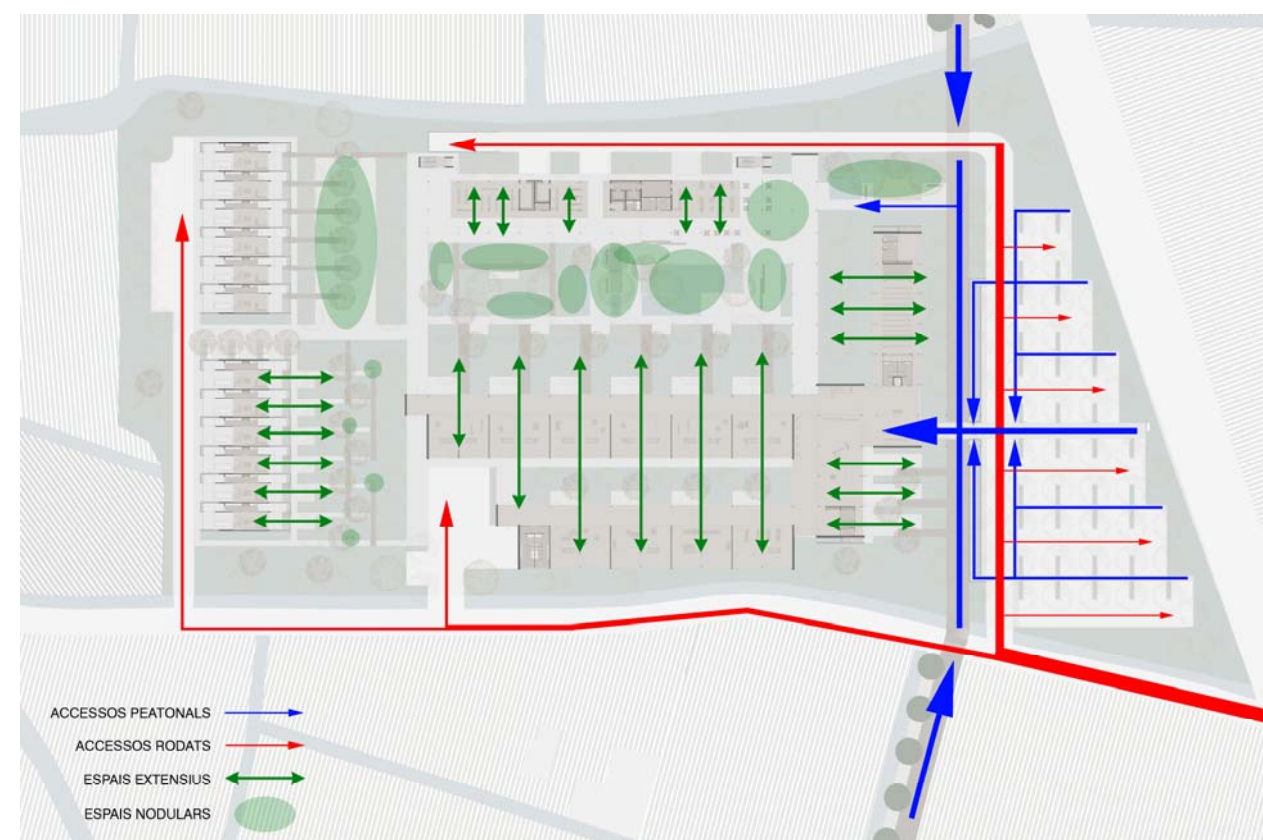 ACCESSOS PEATONALS
ACCESSOS RODATS
ESPAIS EXTENSIUS
ESPAIS NODULARS